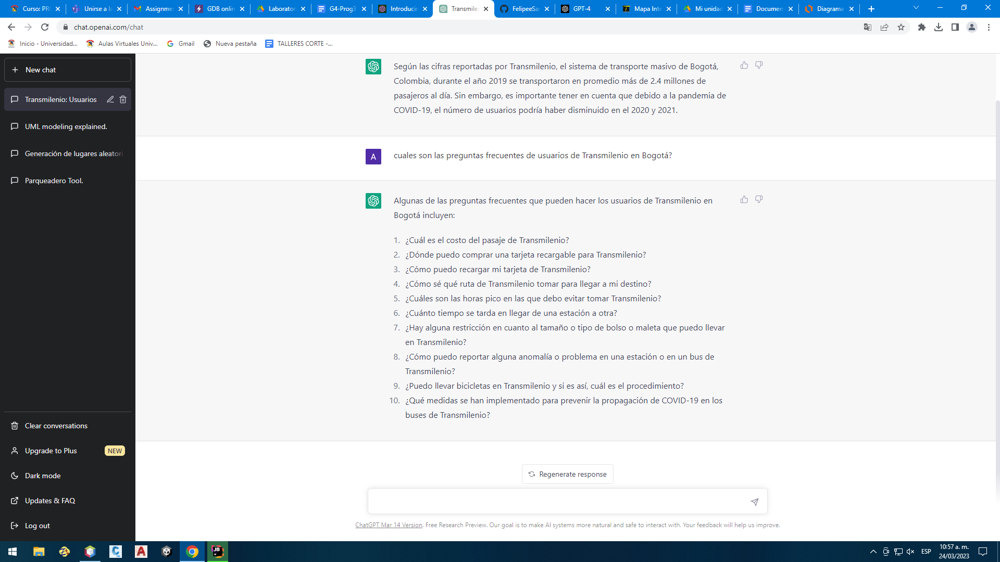 Curso: PR
Unirse a la
Assignme
GDB onlin
Laborator
G4-Prog3
Introducir
Transmile
FelipeeSa
GPT-4
Mapa Inte
Mi unidad
Documen
Diagrama
chat.openai.com/chat
Inicio - Universidad...
Aulas Virtuales Univ...
Gmail
Nueva pestaña
TALLERES CORTE -...
New chat
Transmilenio: Usuarios
UML modeling explained.
Generación de lugares aleatori
Parqueadero Tool.
Clear conversations
Upgrade to Plus NEW
Dark mode
Updates & FAQ
Log out
Según las cifras reportadas por Transmilenio, el sistema de transporte masivo de Bogotá,
Colombia, durante el año 2019 se transportaron en promedio más de 2.4 millones de
pasajeros al día. Sin embargo, es importante tener en cuenta que debido a la pandemia de
COVID-19, el número de usuarios podría haber disminuido en el 2020 y 2021.
A
cuales son las preguntas frecuentes de usuarios de Transmilenio en Bogotá?
Algunas de las preguntas frecuentes que pueden hacer los usuarios de Transmilenio en
Bogotá incluyen:
1. ¿Cuál es el costo del pasaje de Transmilenio?
2. ¿Dónde puedo comprar una tarjeta recargable para Transmilenio?
3. ¿Cómo puedo recargar mi tarjeta de Transmilenio?
4. ¿Cómo sé qué ruta de Transmilenio tomar para llegar a mi destino?
5. ¿Cuáles son las horas pico en las que debo evitar tomar Transmilenio?
6. ¿Cuánto tiempo se tarda en llegar de una estación a otra?
7. ¿Hay alguna restricción en cuanto al tamaño o tipo de bolso o maleta que puedo llevar
en Transmilenio?
8. ¿Cómo puedo reportar alguna anomalía o problema en una estación o en un bus de
Transmilenio?
9. ¿Puedo llevar bicicletas en Transmilenio y si es así, cuál es el procedimiento?
10. ¿Qué medidas se han implementado para prevenir la propagación de COVID-19 en los
buses de Transmilenio?
Regenerate response
ChatGPT Mar 14 Version. Free Research Preview. Our goal is to make AI systems more natural and safe to interact with. Your feedback will help us improve.
ESP
10:57 a. m.
24/03/2023